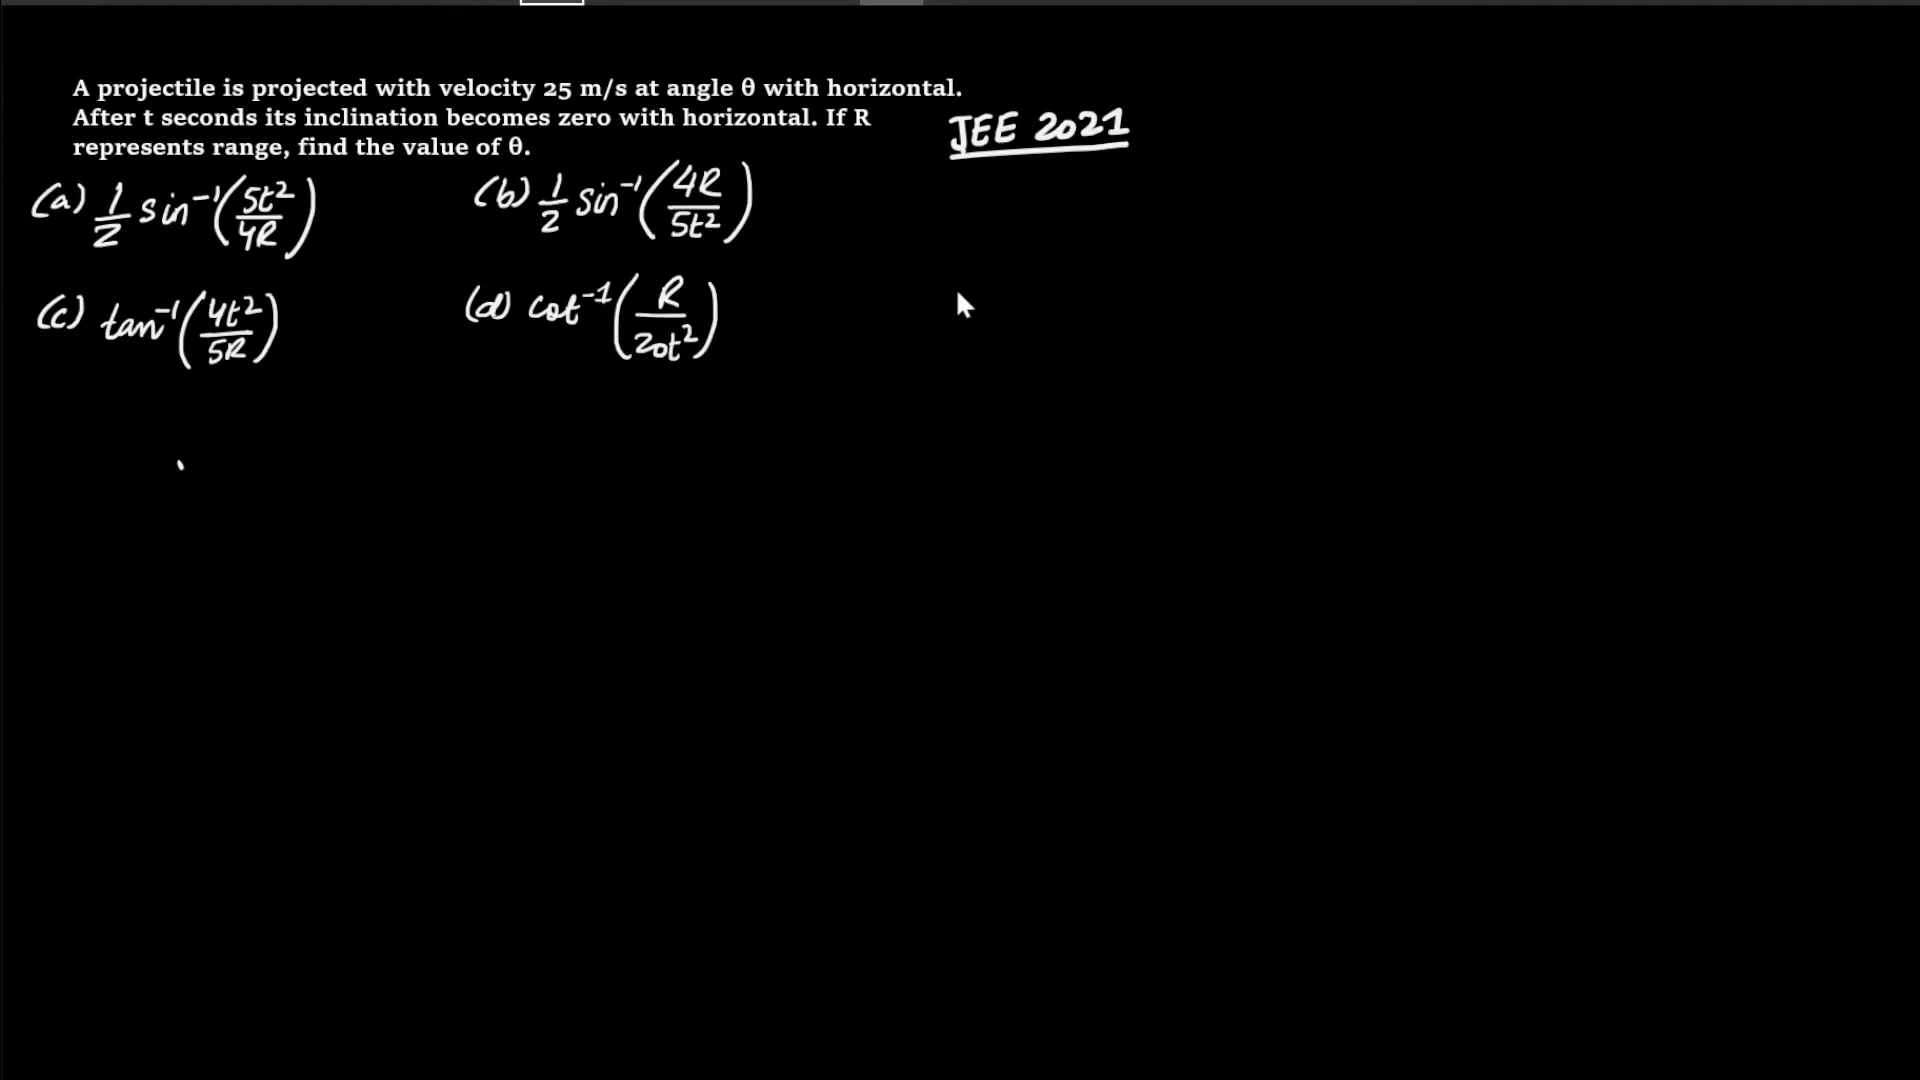 A projectile is projected with velocity 25 m/s at angle θ with horizontal.
After t seconds its inclination becomes zero with horizontal. If R
represents range, find the value of θ.
JEE 2021
(a) 1/2 sin⁻¹(5t²/4R)
(b) 1/2 sin⁻¹(4R/5t²)
(c) tan⁻¹(4t²/5R)
(d) cot⁻¹(R/20t²)